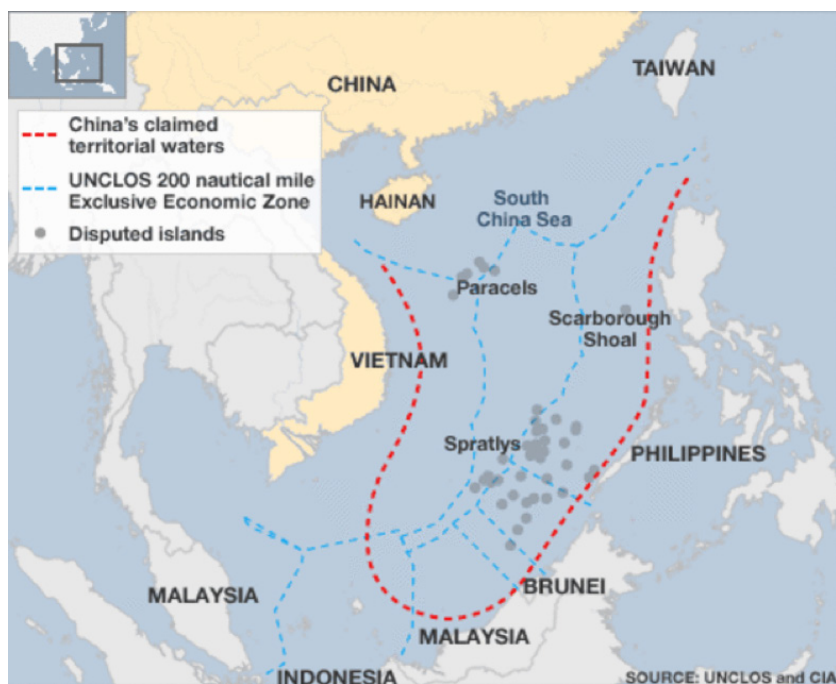 CHINA
TAIWAN
China's claimed
territorial waters
UNCLOS 200 nautical mile
Exclusive Economic Zone
Disputed islands
HAINAN
South
China Sea
Paracels
Scarborough
Shoal
VIETNAM
Spratlys
PHILIPPINES
MALAYSIA
BRUNEI
MALAYSIA
INDONESIA
SOURCE: UNCLOS and CIA